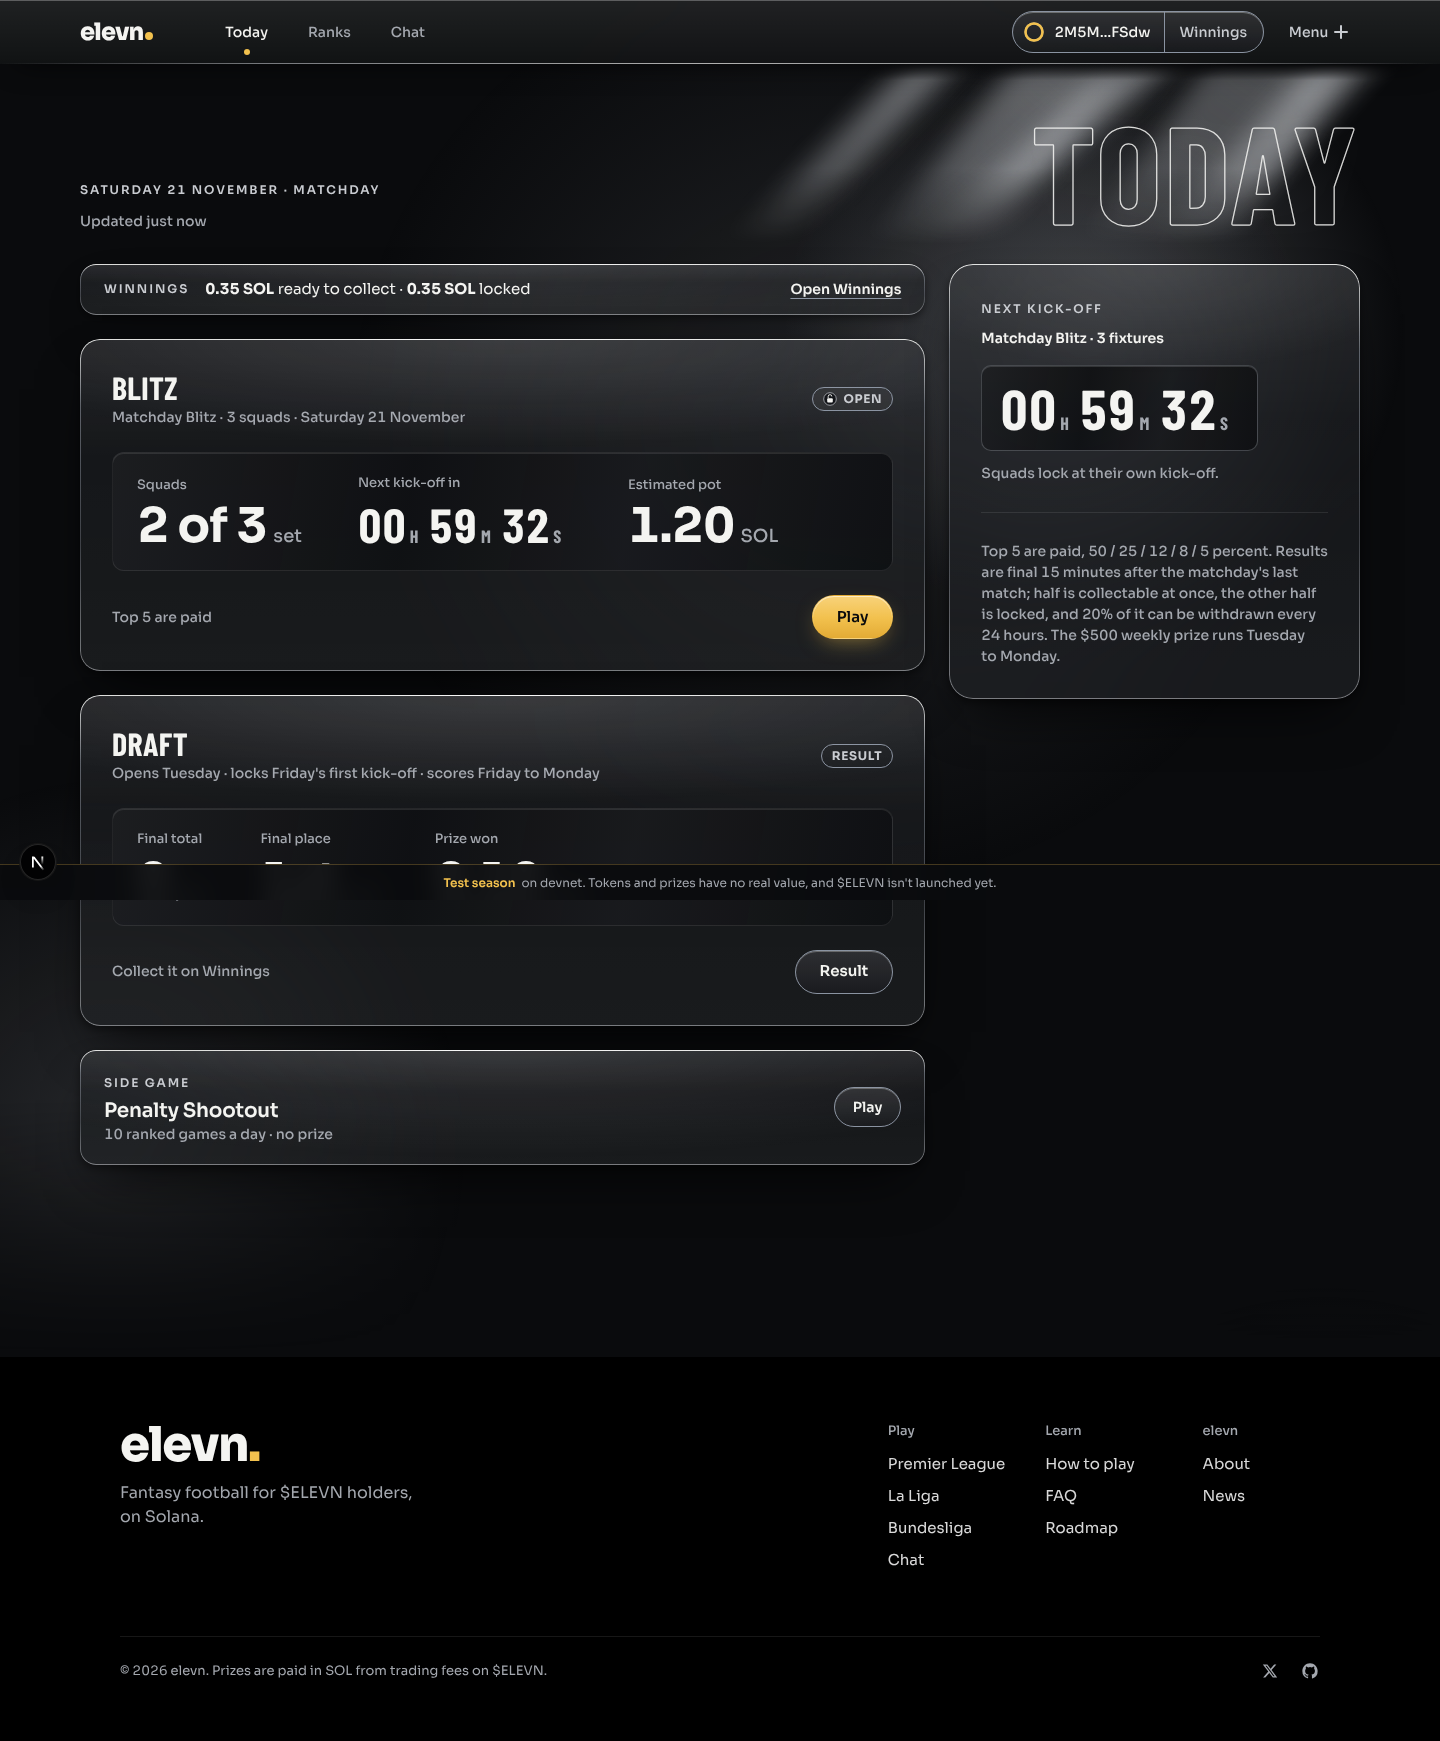 elevn.
Today
Ranks
Chat
2M5M...FSdw
Winnings
Menu
TODAY
SATURDAY 21 NOVEMBER · MATCHDAY
Updated just now
WINNINGS 0.35 SOL ready to collect · 0.35 SOL locked
Open Winnings
BLITZ
Matchday Blitz · 3 squads · Saturday 21 November
OPEN
Squads
2 of 3 set
Next kick-off in
00 H 59 M 32 S
Estimated pot
1.20 SOL
Top 5 are paid
Play
NEXT KICK-OFF
Matchday Blitz · 3 fixtures
00 H 59 M 32 S
Squads lock at their own kick-off.
Top 5 are paid, 50 / 25 / 12 / 8 / 5 percent. Results
are final 15 minutes after the matchday's last
match; half is collectable at once, the other half
is locked, and 20% of it can be withdrawn every
24 hours. The $500 weekly prize runs Tuesday
to Monday.
DRAFT
Opens Tuesday · locks Friday's first kick-off · scores Friday to Monday
RESULT
Final total
Final place
Prize won
N
Test season on devnet. Tokens and prizes have no real value, and $ELEVN isn't launched yet.
Collect it on Winnings
Result
SIDE GAME
Penalty Shootout
10 ranked games a day · no prize
Play
elevn.
Fantasy football for $ELEVN holders,
on Solana.
Play
Premier League
La Liga
Bundesliga
Chat
Learn
How to play
FAQ
Roadmap
elevn
About
News
© 2026 elevn. Prizes are paid in SOL from trading fees on $ELEVN.